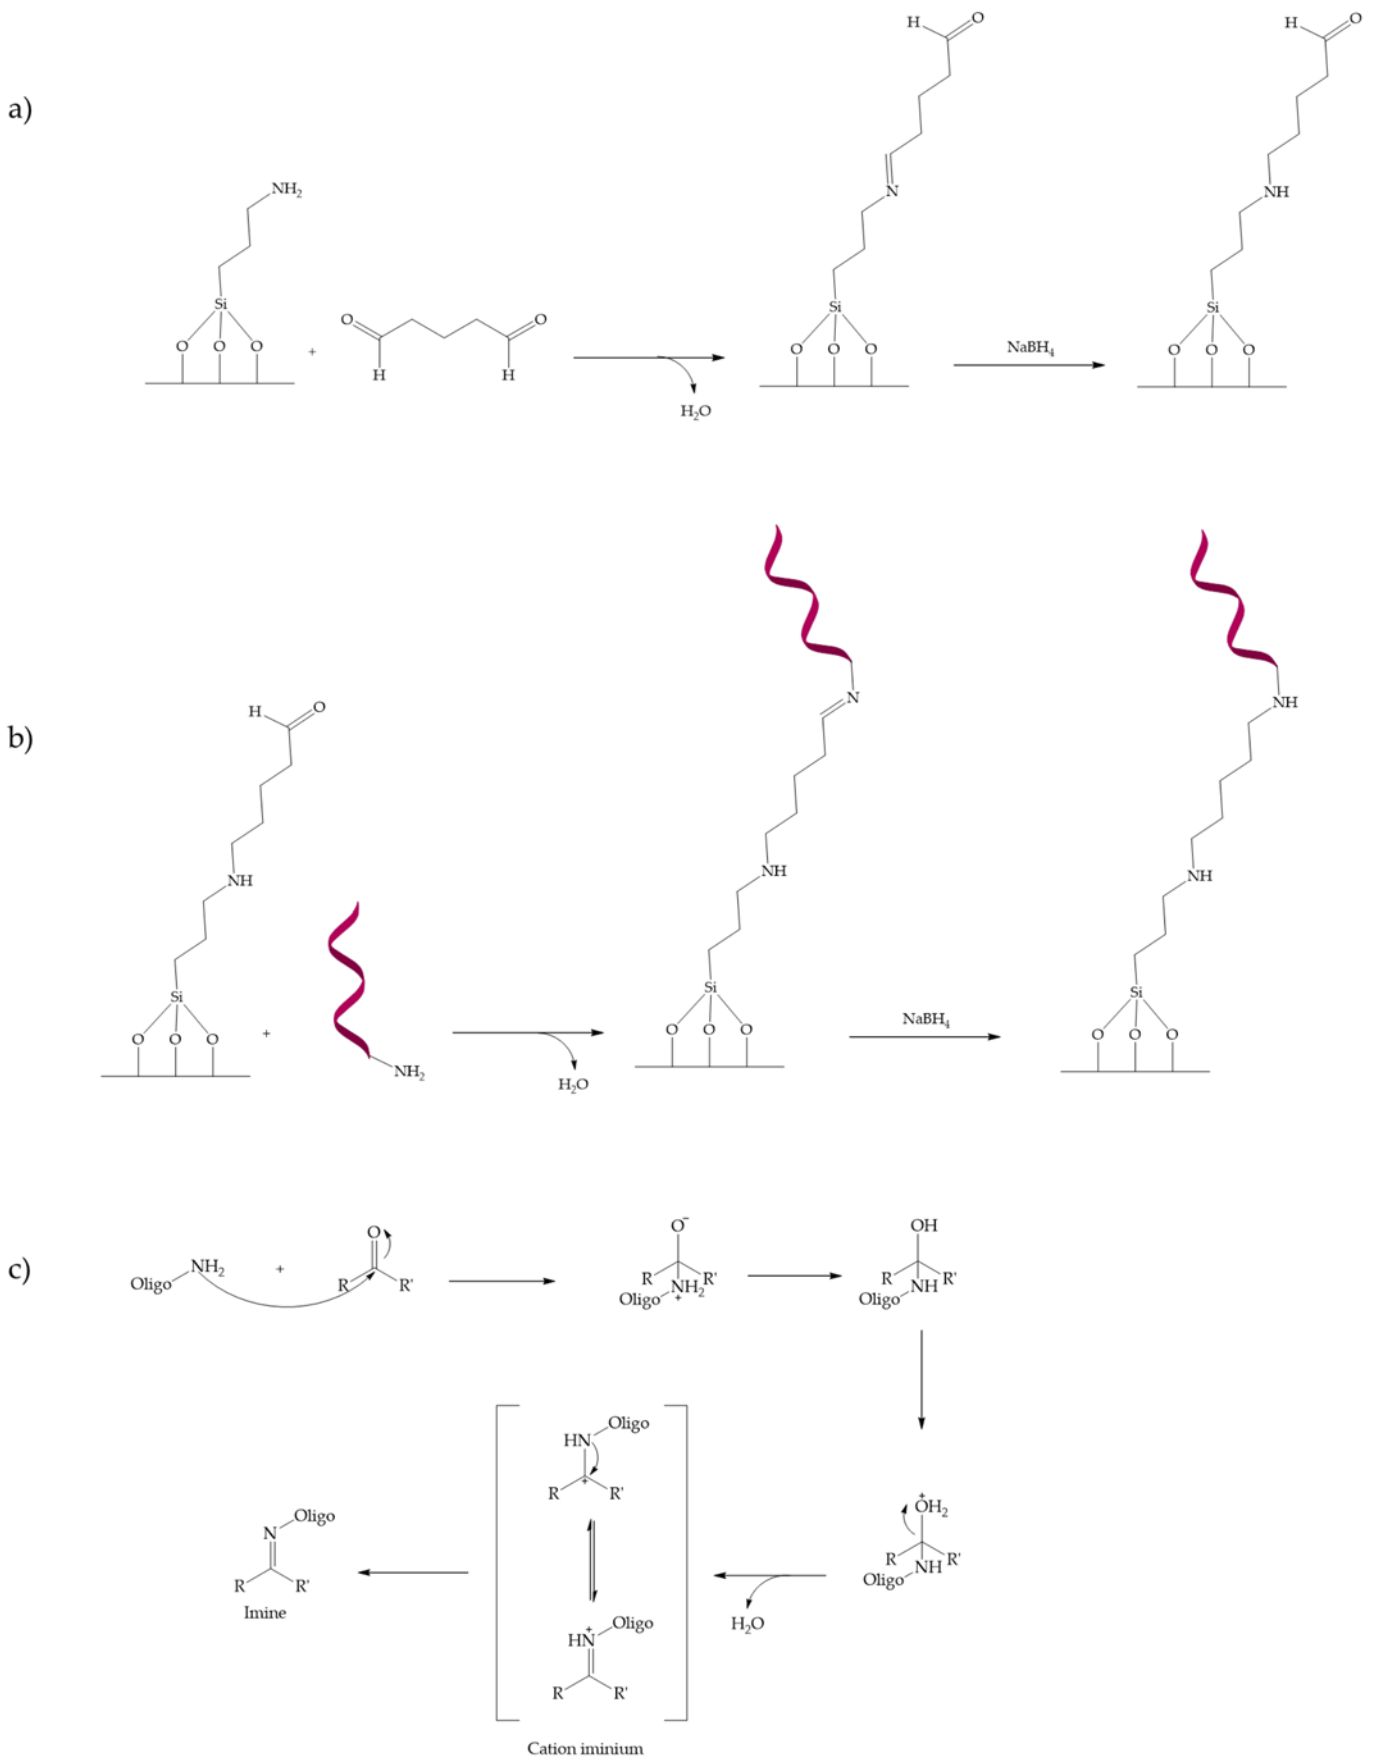 a)
H O
H O
NH2
N
NH
Si
Si
Si
O O O
O O O
O O O
+
O O
H H
H2O
NaBH4
b)
H O
N
NH
NH
NH
NH
Si
Si
Si
O O O
O O O
O O O
+
NH2
H2O
NaBH4
c)
Oligo NH2
+
O
R R'
O−
R R'
NH2
+
Oligo
OH
R R'
NH
Oligo
+
OH2
R R'
NH
Oligo
H2O
HN Oligo
+
R R'
+
HN Oligo
R R'
Cation iminium
N Oligo
R R'
Imine